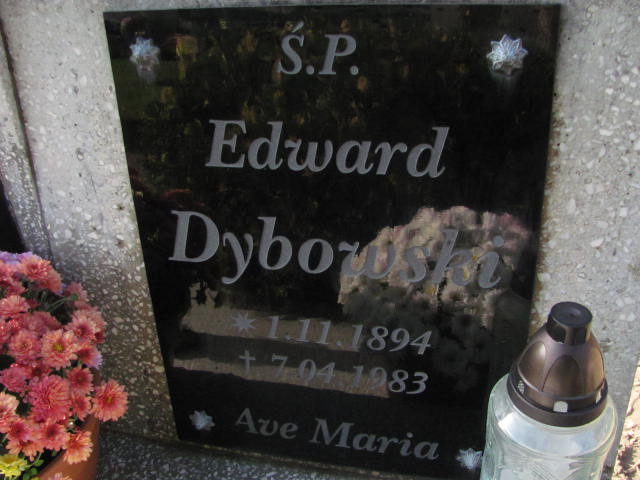 Ś.P.
Edward
Dybowski
* 1.11.1894
† 7.04.1983
Ave Maria